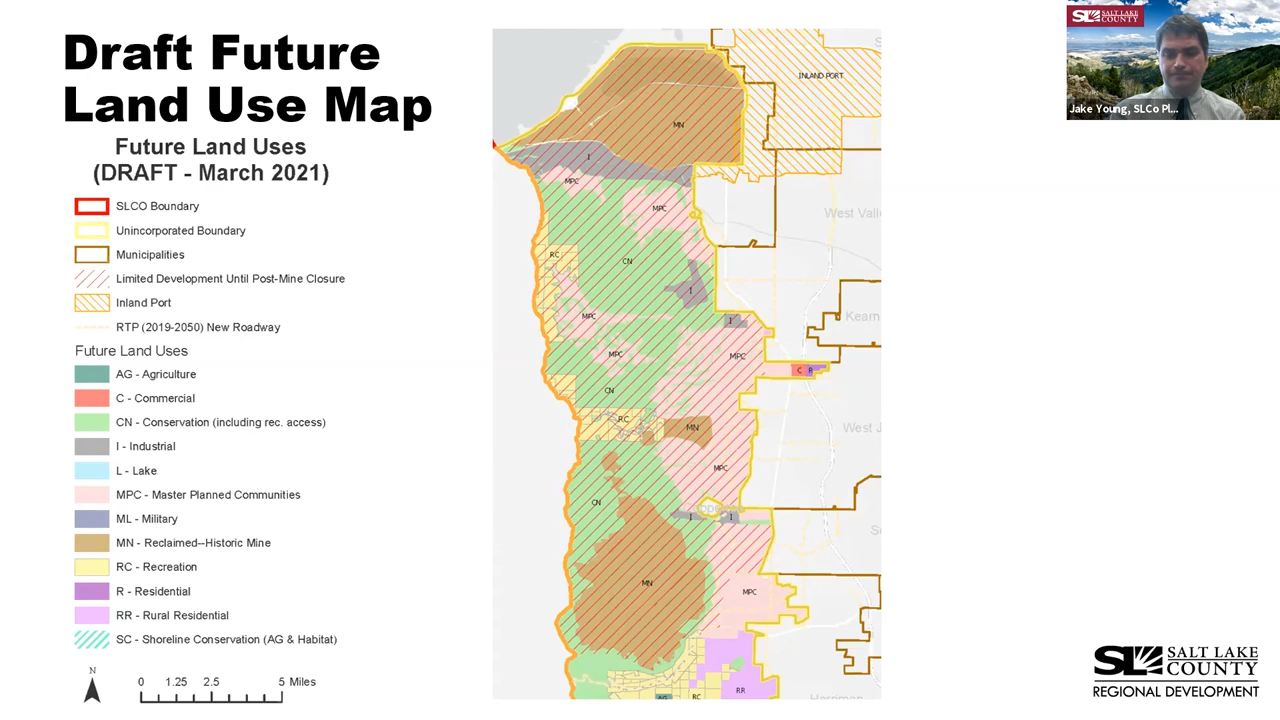 Draft Future
Land Use Map
Future Land Uses
(DRAFT - March 2021)
SLCO Boundary
Unincorporated Boundary
Municipalities
Limited Development Until Post-Mine Closure
Inland Port
RTP (2019-2050) New Roadway
Future Land Uses
AG - Agriculture
C - Commercial
CN - Conservation (including rec. access)
I - Industrial
L - Lake
MPC - Master Planned Communities
ML - Military
MN - Reclaimed--Historic Mine
RC - Recreation
R - Residential
RR - Rural Residential
SC - Shoreline Conservation (AG & Habitat)
N
0 1.25 2.5 5 Miles
INLAND PORT
MN
I
MPC
MPC
West Vall
RC
CN
I
MPC
I
Kearn
MPC
MPC
C R
CN
RC
MN
West J
MPC
CN
I
I
MN
MPC
RR
RC
AG
SALT LAKE
COUNTY
Jake Young, SLCo Pl...
SL
SALT LAKE
COUNTY
REGIONAL DEVELOPMENT